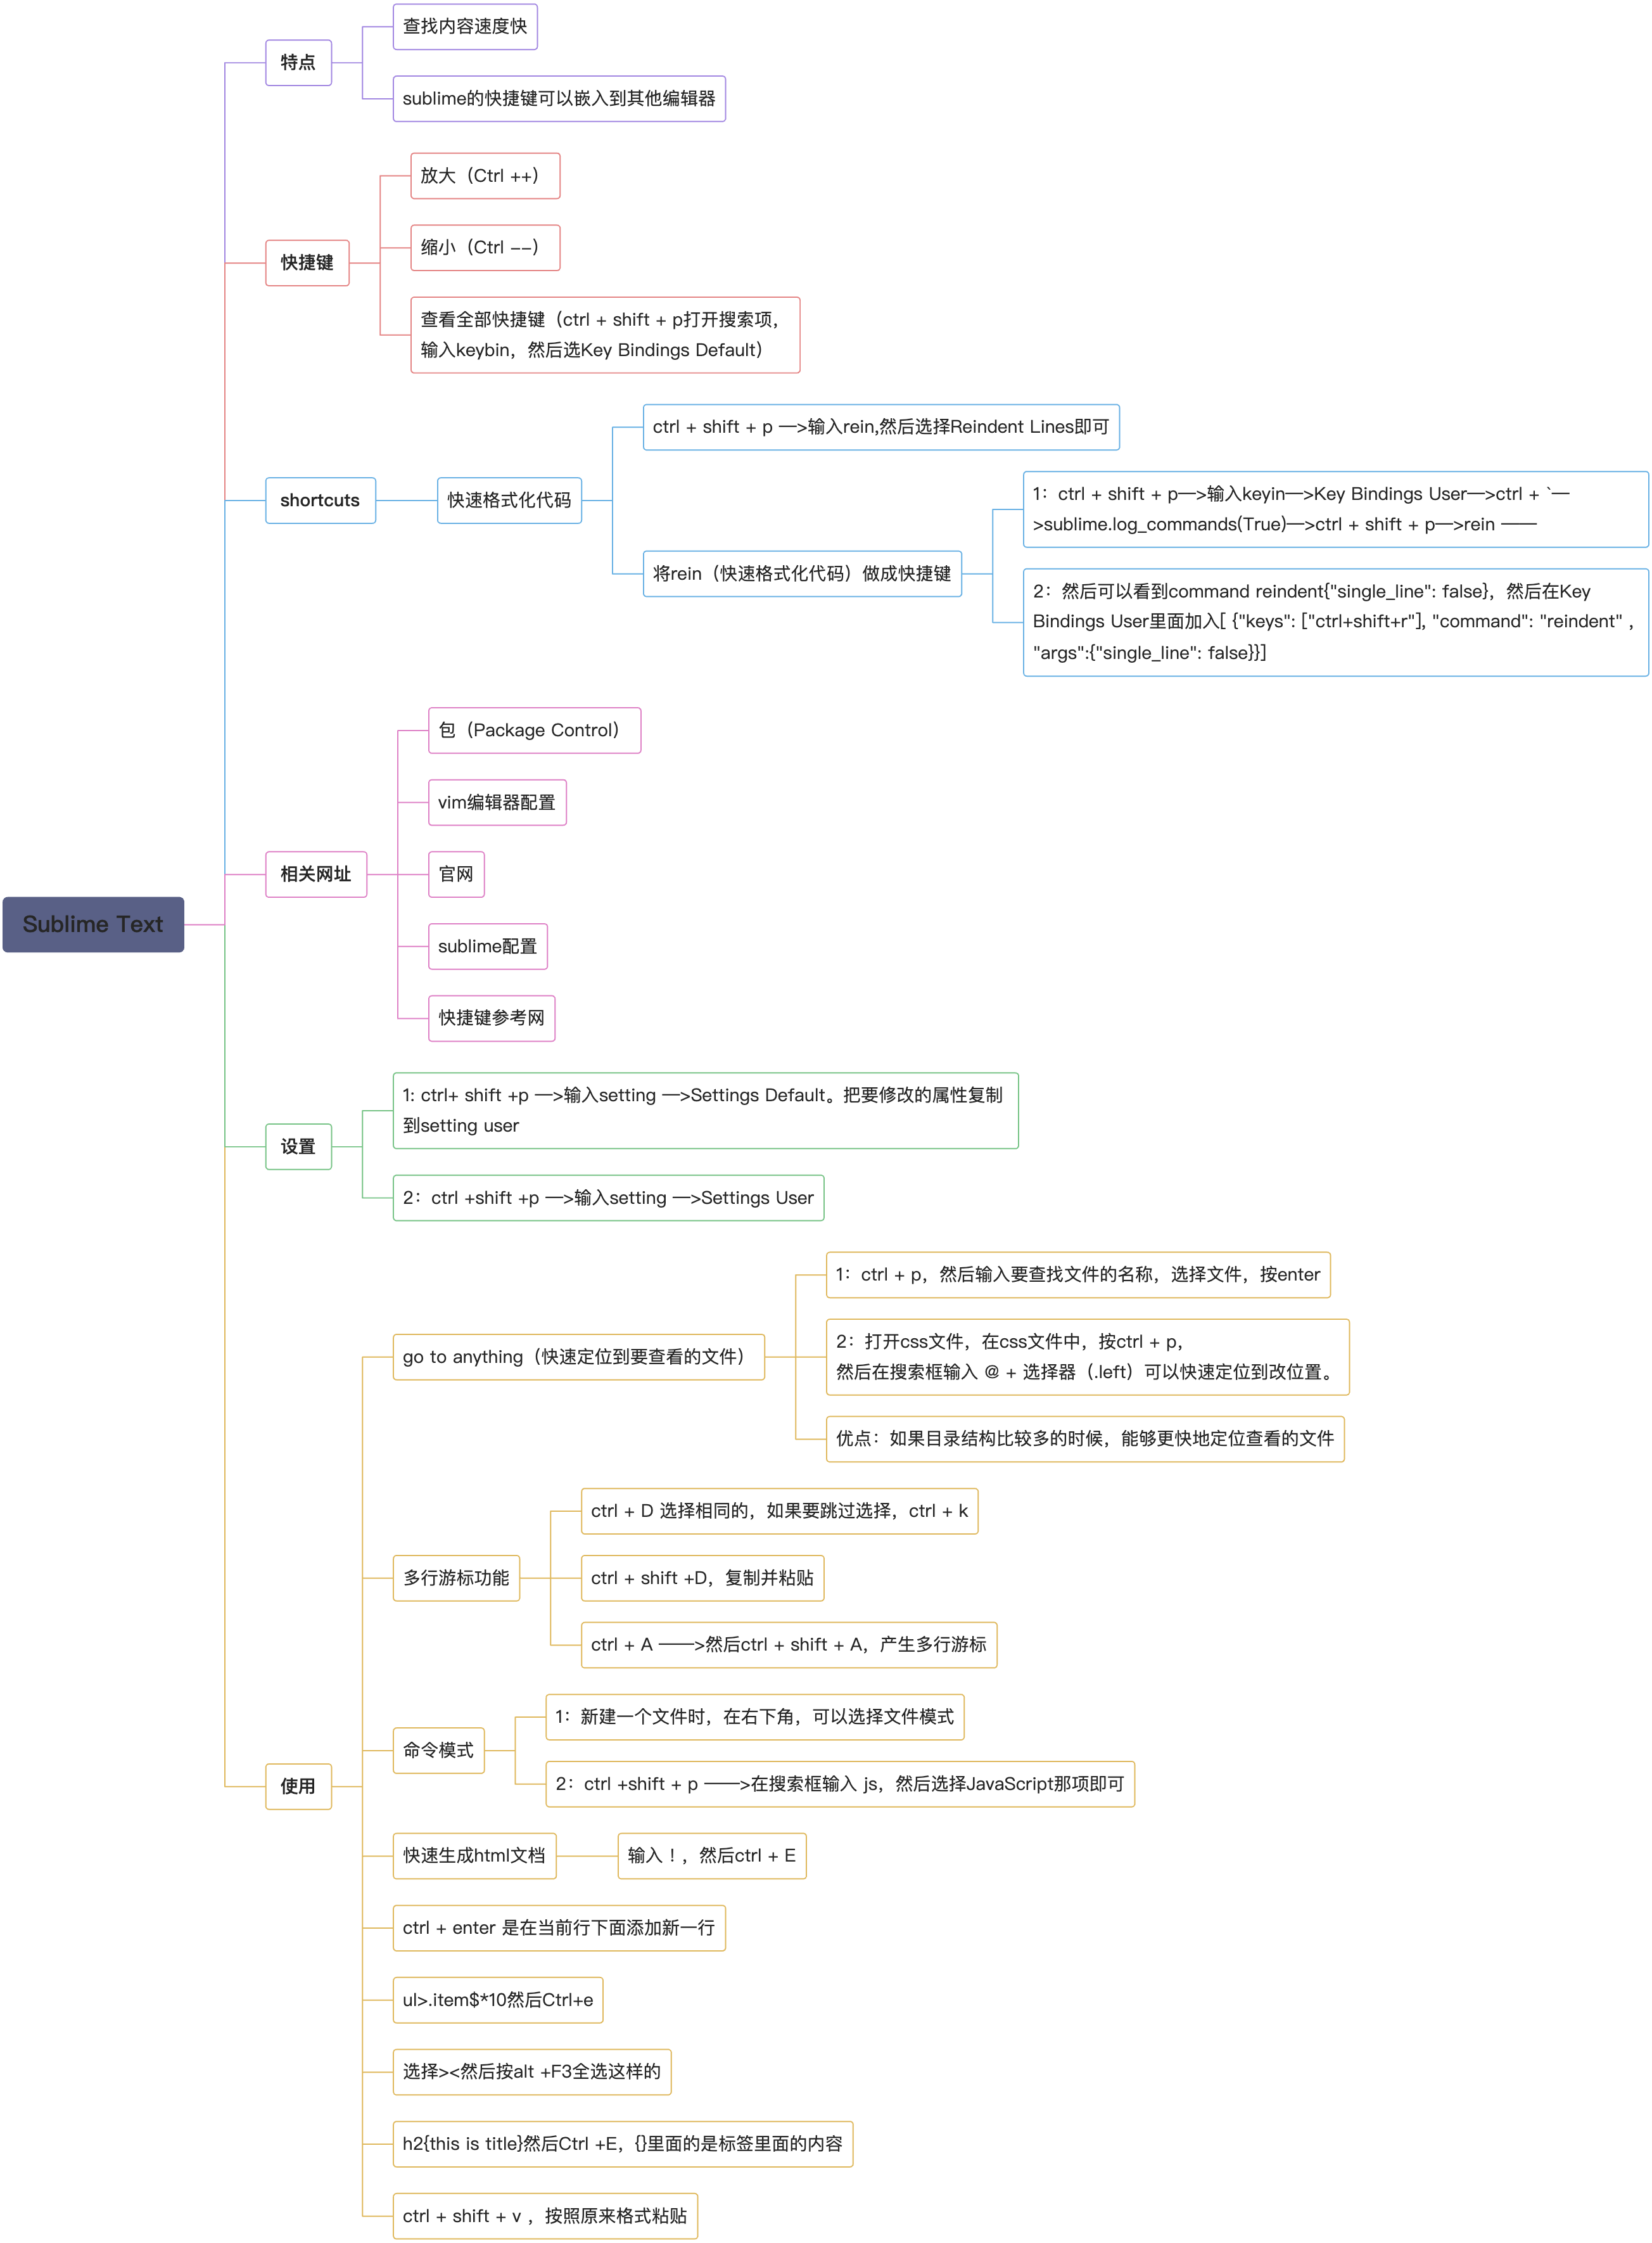 Sublime Text
特点
查找内容速度快
sublime的快捷键可以嵌入到其他编辑器
快捷键
放大（Ctrl ++）
缩小（Ctrl --）
查看全部快捷键（ctrl + shift + p打开搜索项，
输入keybin，然后选Key Bindings Default）
shortcuts
快速格式化代码
ctrl + shift + p —>输入rein,然后选择Reindent Lines即可
将rein（快速格式化代码）做成快捷键
1：ctrl + shift + p—>输入keyin—>Key Bindings User—>ctrl + `—
>sublime.log_commands(True)—>ctrl + shift + p—>rein ——
2：然后可以看到command reindent{"single_line": false}，然后在Key
Bindings User里面加入[ {"keys": ["ctrl+shift+r"], "command": "reindent" ,
"args":{"single_line": false}}]
相关网址
包（Package Control）
vim编辑器配置
官网
sublime配置
快捷键参考网
设置
1: ctrl+ shift +p —>输入setting —>Settings Default。把要修改的属性复制
到setting user
2：ctrl +shift +p —>输入setting —>Settings User
使用
go to anything（快速定位到要查看的文件）
1：ctrl + p，然后输入要查找文件的名称，选择文件，按enter
2：打开css文件，在css文件中，按ctrl + p，
然后在搜索框输入 @ + 选择器（.left）可以快速定位到改位置。
优点：如果目录结构比较多的时候，能够更快地定位查看的文件
多行游标功能
ctrl + D 选择相同的，如果要跳过选择，ctrl + k
ctrl + shift +D，复制并粘贴
ctrl + A ——>然后ctrl + shift + A，产生多行游标
命令模式
1：新建一个文件时，在右下角，可以选择文件模式
2：ctrl +shift + p ——>在搜索框输入 js，然后选择JavaScript那项即可
快速生成html文档
输入！，然后ctrl + E
ctrl + enter 是在当前行下面添加新一行
ul>.item$*10然后Ctrl+e
选择><然后按alt +F3全选这样的
h2{this is title}然后Ctrl +E，{}里面的是标签里面的内容
ctrl + shift + v ，按照原来格式粘贴